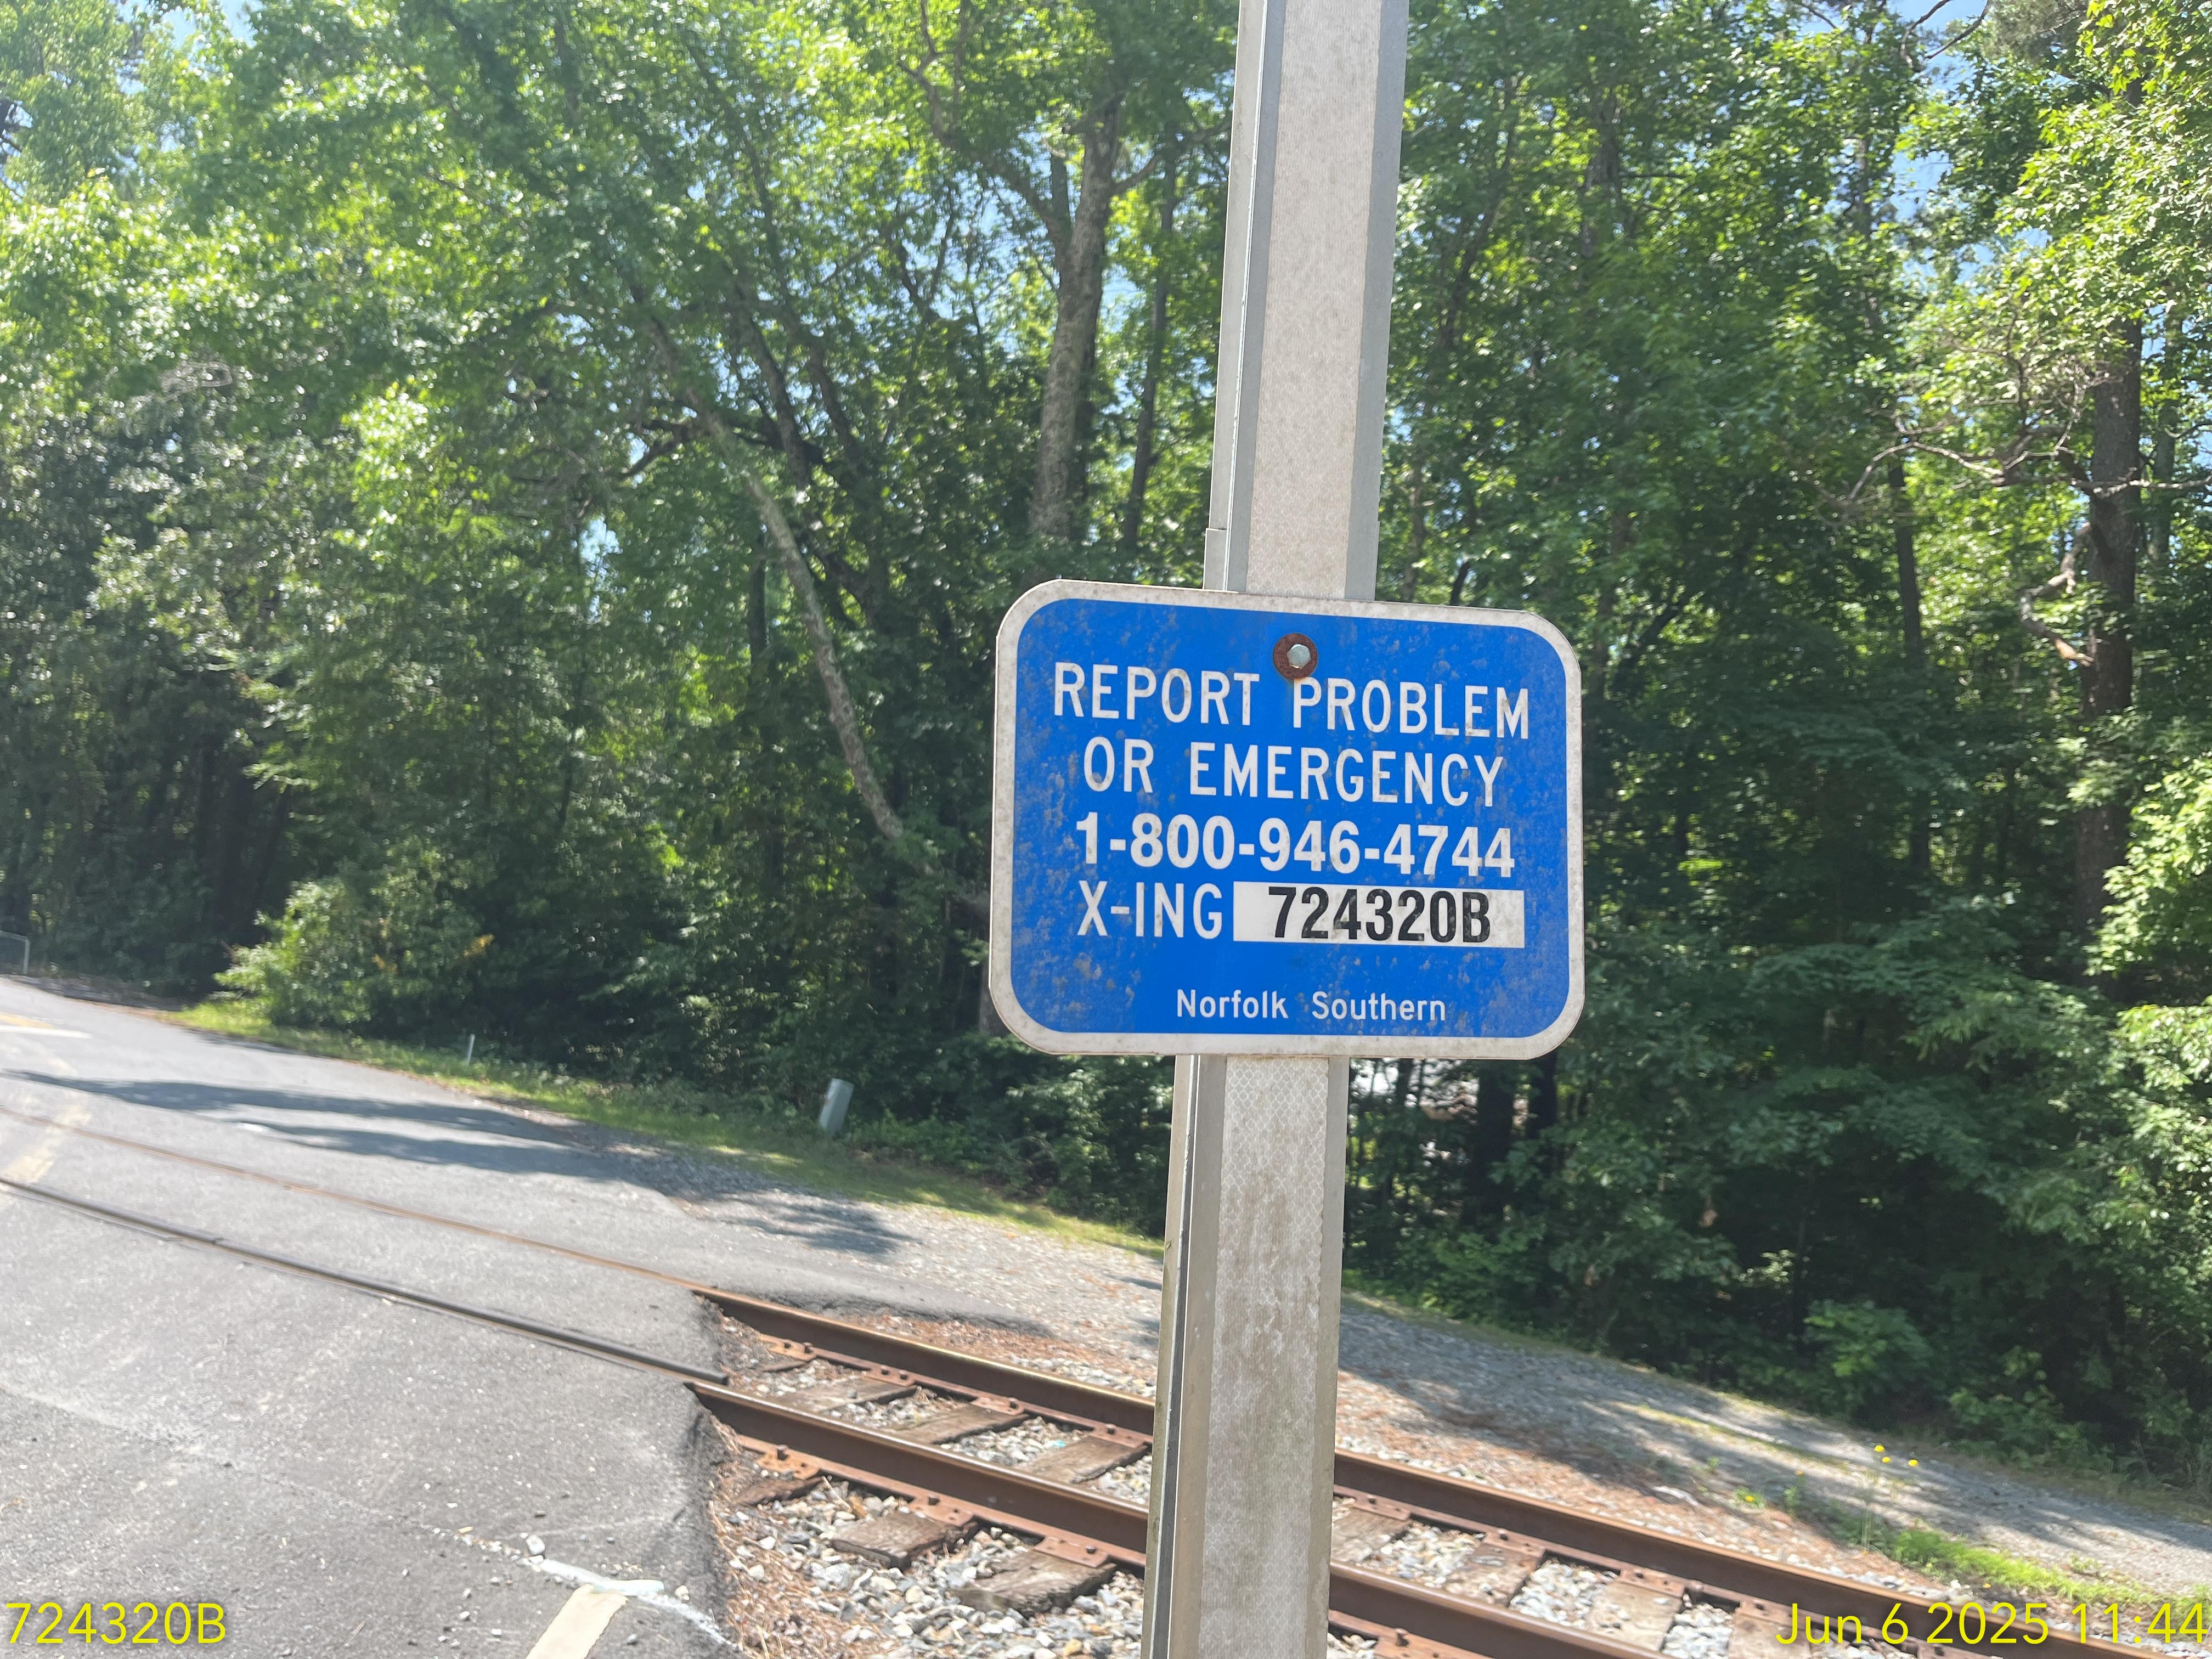 REPORT PROBLEM
OR EMERGENCY
1-800-946-4744
X-ING 724320B
Norfolk Southern
724320B
Jun 6 2025 11:44